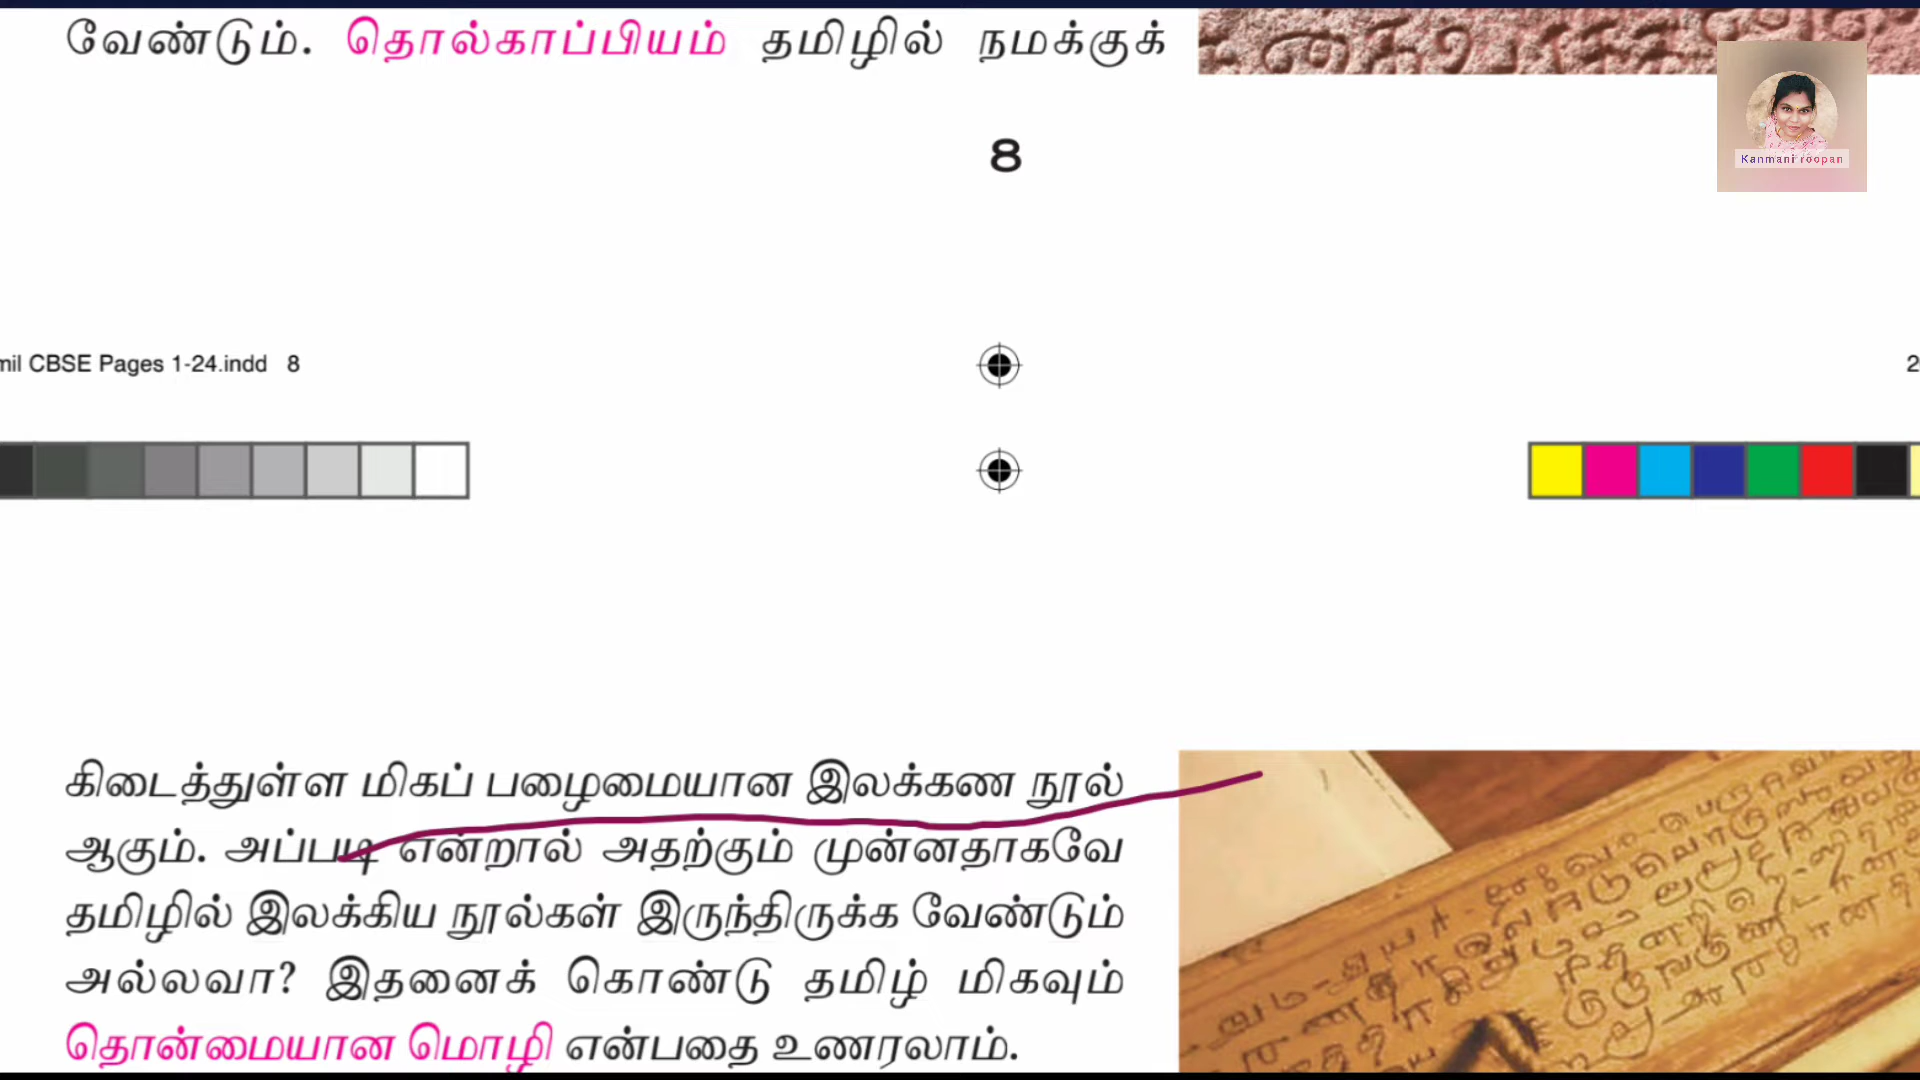 வேண்டும். தொல்காப்பியம் தமிழில் நமக்குக்
Kanmani roopan
8
mil CBSE Pages 1-24.indd 8
கிடைத்துள்ள மிகப் பழைமையான இலக்கண நூல்
ஆகும். அப்படி என்றால் அதற்கும் முன்னதாகவே
தமிழில் இலக்கிய நூல்கள் இருந்திருக்க வேண்டும்
அல்லவா? இதனைக் கொண்டு தமிழ் மிகவும்
தொன்மையான மொழி என்பதை உணரலாம்.